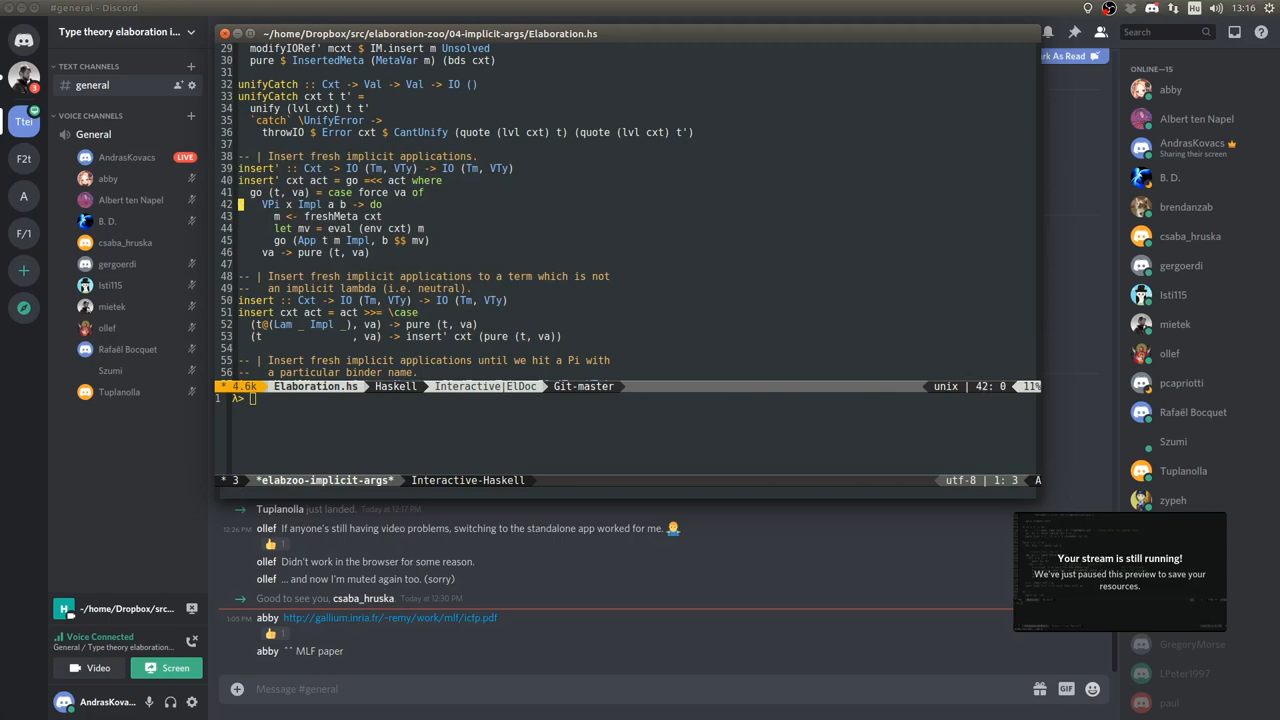 #general - Discord
Hu
13:16
Type theory elaboration i...
TEXT CHANNELS
general
VOICE CHANNELS
General
AndrasKovacs LIVE
abby
Albert ten Napel
B. D.
csaba_hruska
gergoerdi
Isti115
mietek
ollef
Rafaël Bocquet
Szumi
Tuplanolla
3
Ttei
F2t
A
F/1
~/home/Dropbox/src...
Voice Connected
General / Type theory elaboration...
Video
Screen
AndrasKova...
~/home/Dropbox/src/elaboration-zoo/04-implicit-args/Elaboration.hs
29 modifyIORef' mcxt $ IM.insert m Unsolved
30 pure $ InsertedMeta (MetaVar m) (bds cxt)
31
32 unifyCatch :: Cxt -> Val -> Val -> IO ()
33 unifyCatch cxt t t' =
34 unify (lvl cxt) t t'
35 `catch` \UnifyError ->
36 throwIO $ Error cxt $ CantUnify (quote (lvl cxt) t) (quote (lvl cxt) t')
37
38 -- | Insert fresh implicit applications.
39 insert' :: Cxt -> IO (Tm, VTy) -> IO (Tm, VTy)
40 insert' cxt act = go =<< act where
41 go (t, va) = case force va of
42 VPi x Impl a b -> do
43 m <- freshMeta cxt
44 let mv = eval (env cxt) m
45 go (App t m Impl, b $$ mv)
46 va -> pure (t, va)
47
48 -- | Insert fresh implicit applications to a term which is not
49 -- an implicit lambda (i.e. neutral).
50 insert :: Cxt -> IO (Tm, VTy) -> IO (Tm, VTy)
51 insert cxt act = act >>= \case
52 (t@(Lam _ Impl _), va) -> pure (t, va)
53 (t , va) -> insert' cxt (pure (t, va))
54
55 -- | Insert fresh implicit applications until we hit a Pi with
56 -- a particular binder name.
* 4.6k Elaboration.hs Haskell Interactive|ElDoc Git-master unix | 42: 0 11%
1 λ>
* 3 *elabzoo-implicit-args* Interactive-Haskell utf-8 | 1: 3 A
Tuplanolla just landed. Today at 12:17 PM
12:26 PM ollef If anyone's still having video problems, switching to the standalone app worked for me.
1
ollef Didn't work in the browser for some reason.
ollef ... and now I'm muted again too. (sorry)
Good to see you, csaba_hruska. Today at 12:30 PM
1:05 PM abby http://gallium.inria.fr/~remy/work/mlf/icfp.pdf
1
abby ^^ MLF paper
Message #general
GIF
Search
rk As Read
ONLINE—15
abby
Albert ten Napel
AndrasKovacs
Sharing their screen
B. D.
brendanzab
csaba_hruska
gergoerdi
Isti115
mietek
ollef
pcapriotti
Rafaël Bocquet
Szumi
Tuplanolla
zypeh
Your stream is still running!
We've just paused this preview to save your
resources.
GregoryMorse
LPeter1997
paul